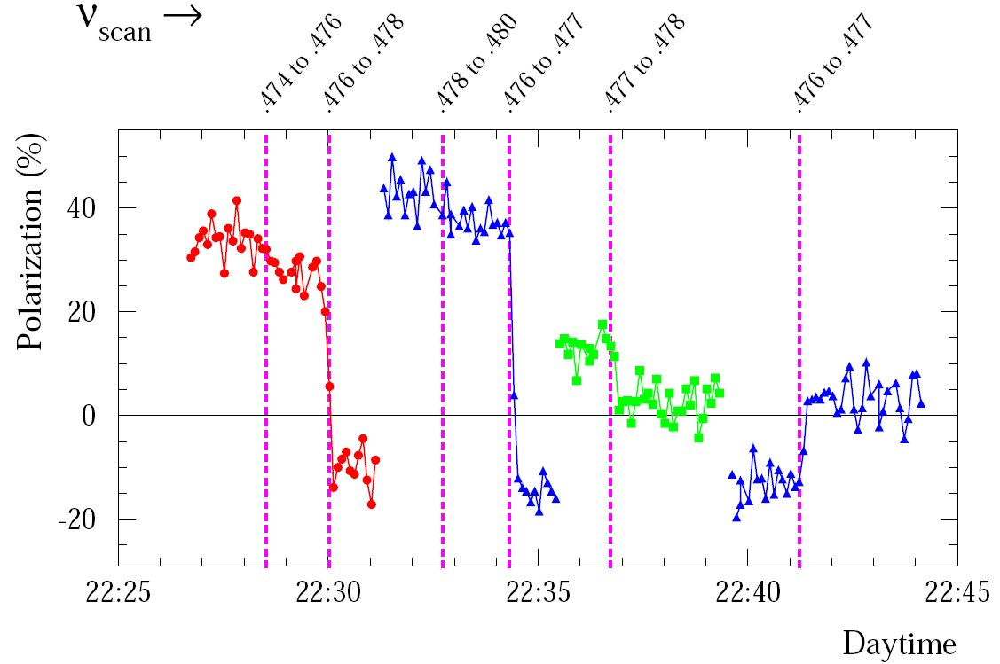 ν scan →
.474 to .476
.476 to .478
.478 to .480
.476 to .477
.477 to .478
.476 to .477
Polarization (%)
40
20
0
-20
22:25 22:30 22:35 22:40 22:45
Daytime